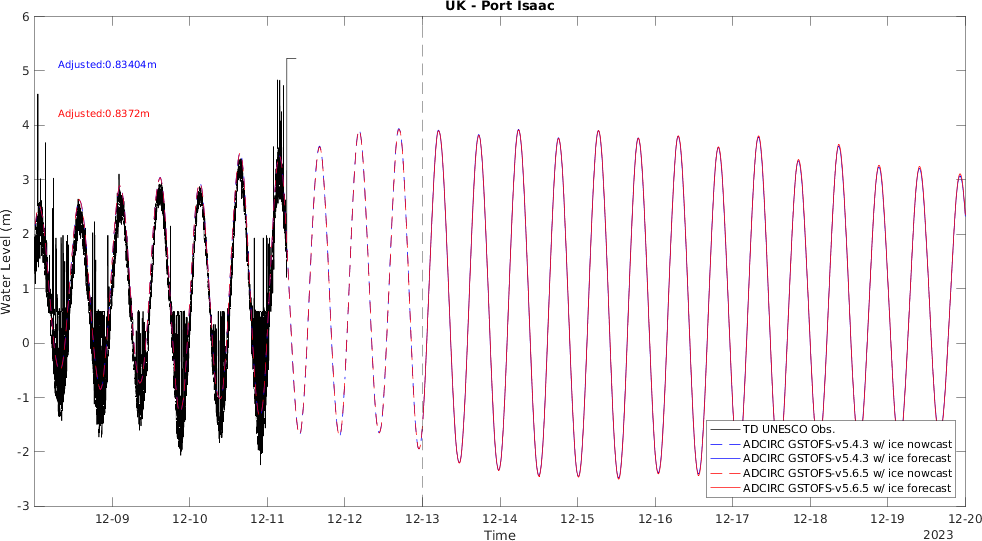 UK - Port Isaac
6
5
4
3
2
1
0
-1
-2
-3
Water Level (m)
Adjusted:0.83404m
Adjusted:0.8372m
TD UNESCO Obs.
ADCIRC GSTOFS-v5.4.3 w/ ice nowcast
ADCIRC GSTOFS-v5.4.3 w/ ice forecast
ADCIRC GSTOFS-v5.6.5 w/ ice nowcast
ADCIRC GSTOFS-v5.6.5 w/ ice forecast
12-09 12-10 12-11 12-12 12-13 12-14 12-15 12-16 12-17 12-18 12-19 12-20
Time
2023